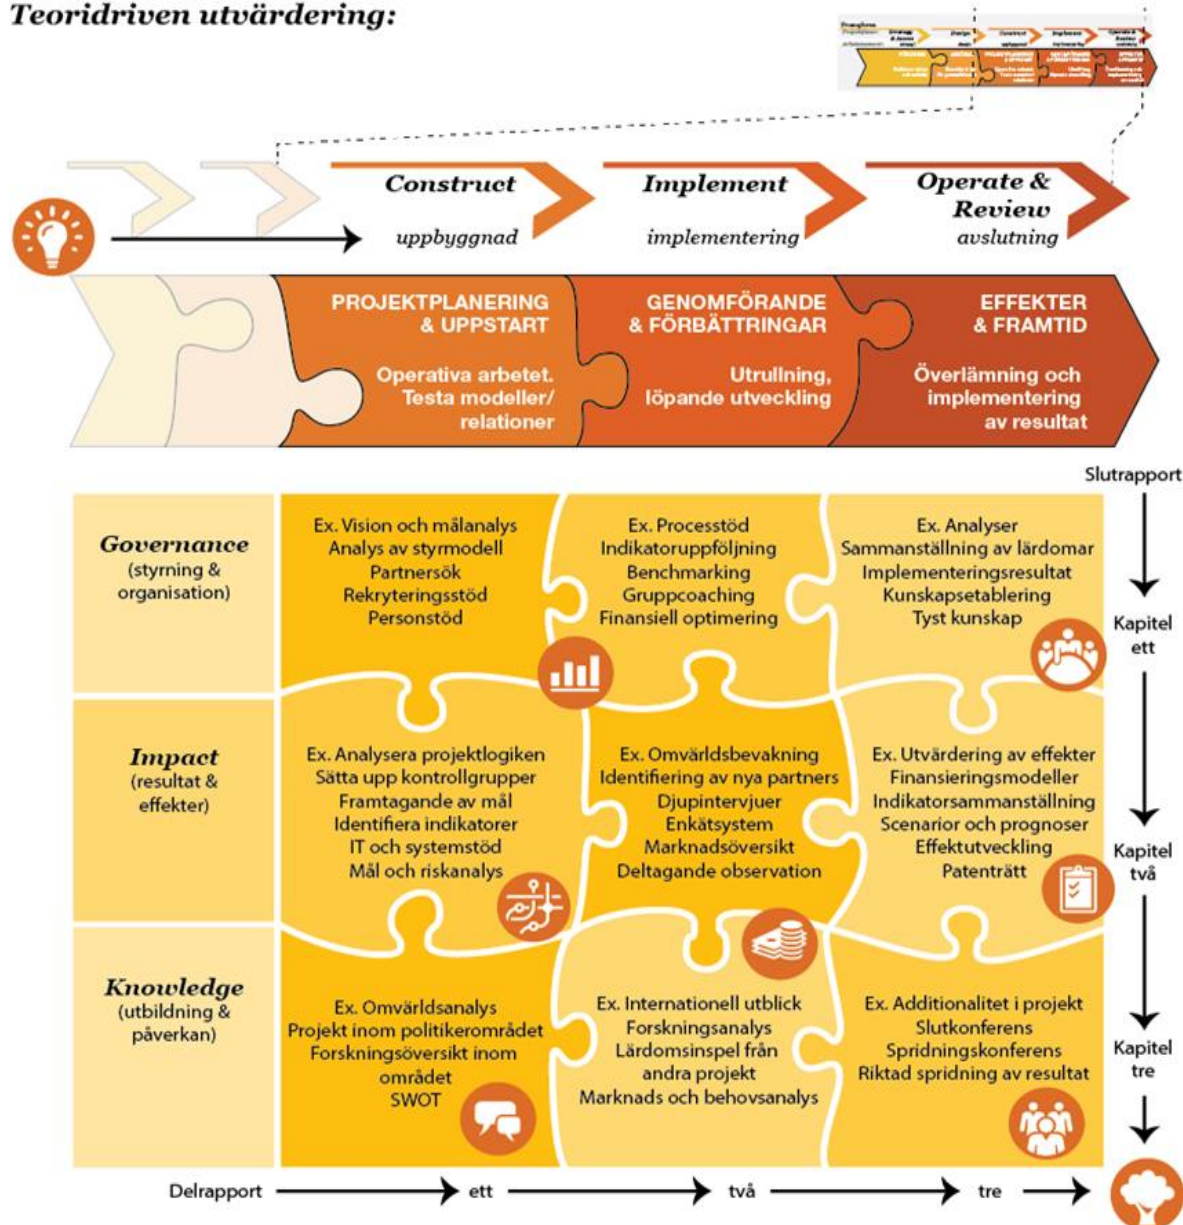 Teoridriven utvärdering:
Construct
uppbyggnad
Implement
implementering
Operate &
Review
avslutning
PROJEKTPLANERING
& UPPSTART
Operativa arbetet.
Testa modeller/
relationer
GENOMFÖRANDE
& FÖRBÄTTRINGAR
Utrullning,
löpande utveckling
EFFEKTER
& FRAMTID
Överlämning och
implementering
av resultat
Slutrapport
Governance
(styrning &
organisation)
Ex. Vision och målanalys
Analys av styrmodell
Partnersök
Rekryteringsstöd
Personstöd
Ex. Processtöd
Indikatoruppföljning
Benchmarking
Gruppcoaching
Finansiell optimering
Ex. Analyser
Sammanställning av lärdomar
Implementeringsresultat
Kunskapsetablering
Tyst kunskap
Kapitel
ett
Impact
(resultat &
effekter)
Ex. Analysera projektlogiken
Sätta upp kontrollgrupper
Framtagande av mål
Identifiera indikatorer
IT och systemstöd
Mål och riskanalys
Ex. Omvärldsbevakning
Identifiering av nya partners
Djupintervjuer
Enkätsystem
Marknadsöversikt
Deltagande observation
Ex. Utvärdering av effekter
Finansieringsmodeller
Indikatorsammanställning
Scenarior och prognoser
Effektutveckling
Patenträtt
Kapitel
två
Knowledge
(utbildning &
påverkan)
Ex. Omvärldsanalys
Projekt inom politikerområdet
Forskningsöversikt inom
området
SWOT
Ex. Internationell utblick
Forskningsanalys
Lärdomsinspel från
andra projekt
Marknads och behovsanalys
Ex. Additionalitet i projekt
Slutkonferens
Spridningskonferens
Riktad spridning av resultat
Kapitel
tre
Delrapport
ett
två
tre